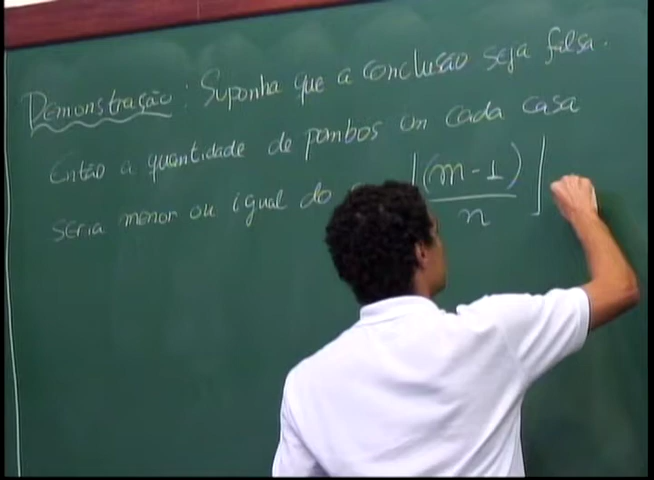 Demonstração: Suponha que a conclusão seja falsa.
Então a quantidade de pombos em cada casa
seria menor ou igual do ⌊(m-1)/n⌋